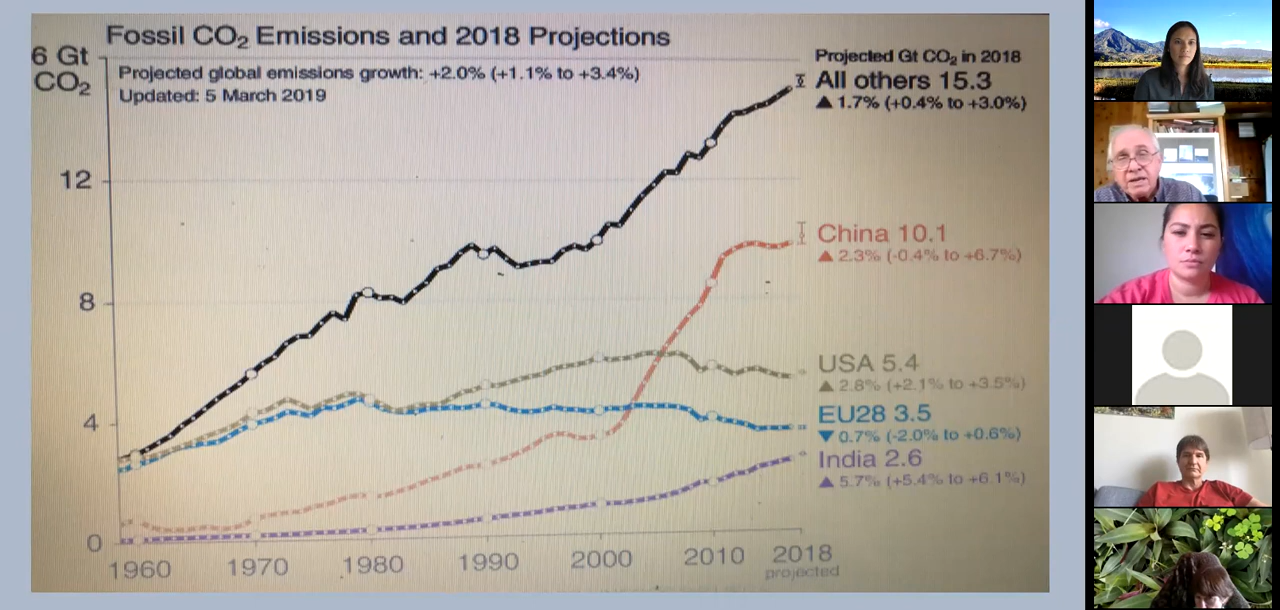 Fossil CO₂ Emissions and 2018 Projections
6 Gt
CO₂
Projected global emissions growth: +2.0% (+1.1% to +3.4%)
Updated: 5 March 2019
Projected Gt CO₂ in 2018
All others 15.3
▲ 1.7% (+0.4% to +3.0%)
12
China 10.1
▲ 2.3% (-0.4% to +6.7%)
8
USA 5.4
▲ 2.8% (+2.1% to +3.5%)
4
EU28 3.5
▼ 0.7% (-2.0% to +0.6%)
India 2.6
▲ 5.7% (+5.4% to +6.1%)
0
1960 1970 1980 1990 2000 2010 2018
projected